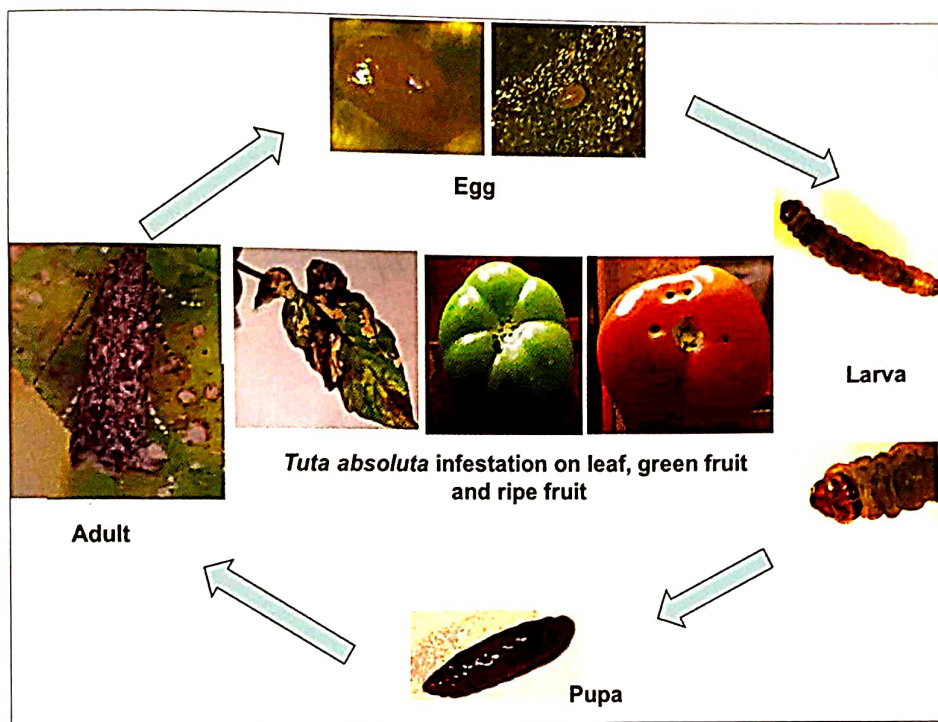 Egg
Larva
Tuta absoluta infestation on leaf, green fruit
and ripe fruit
Adult
Pupa